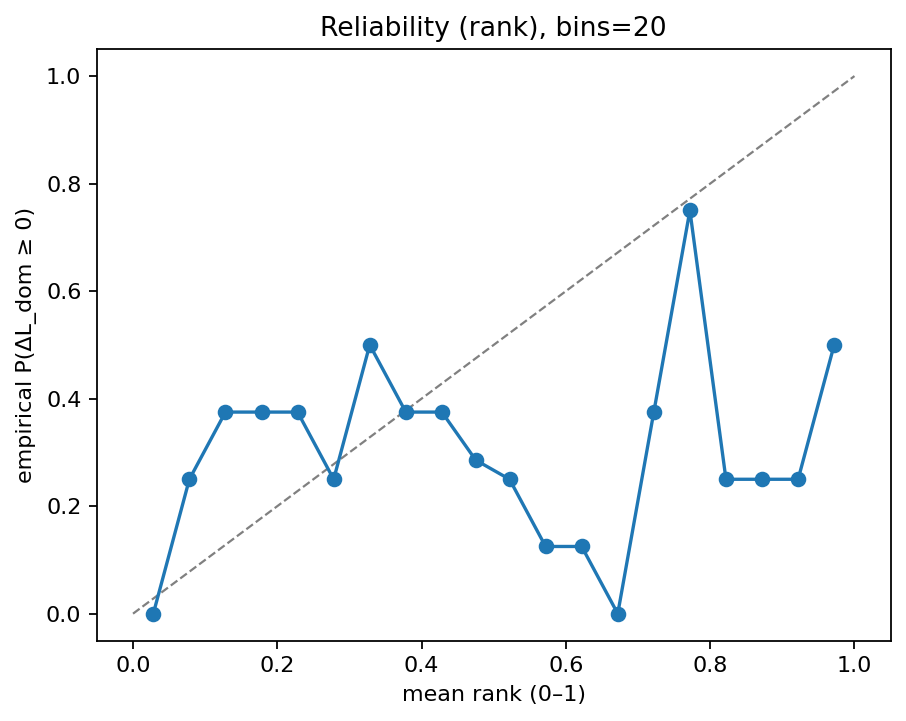 Reliability (rank), bins=20
empirical P(ΔL_dom ≥ 0)
1.0
0.8
0.6
0.4
0.2
0.0
0.0 0.2 0.4 0.6 0.8 1.0
mean rank (0–1)